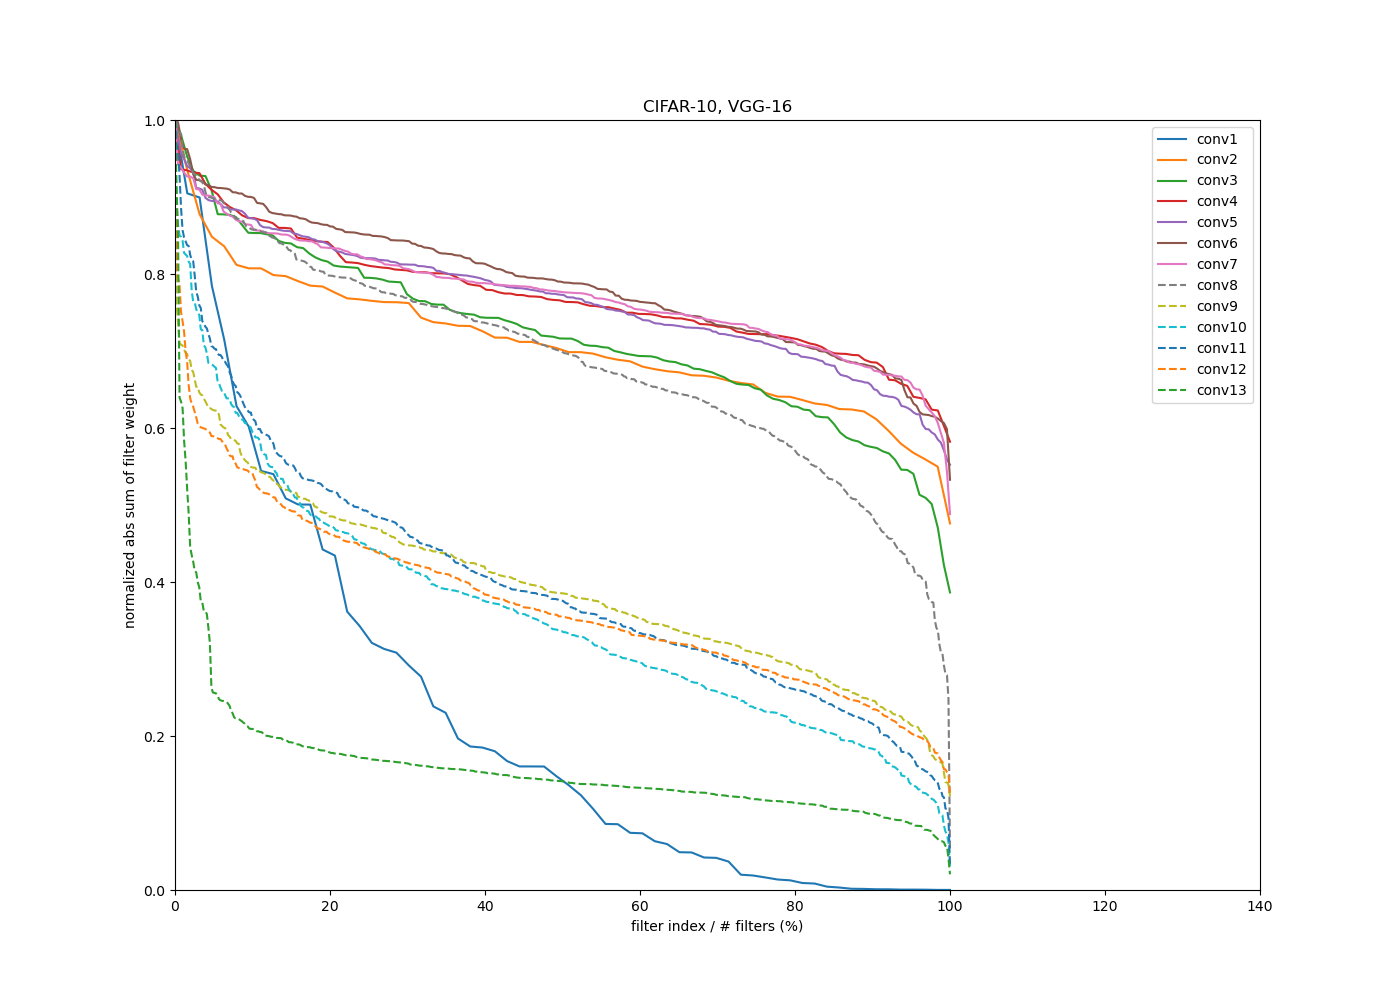 CIFAR-10, VGG-16
1.0
0.8
0.6
0.4
0.2
0.0
normalized abs sum of filter weight
0 20 40 60 80 100 120 140
filter index / # filters (%)
conv1
conv2
conv3
conv4
conv5
conv6
conv7
conv8
conv9
conv10
conv11
conv12
conv13